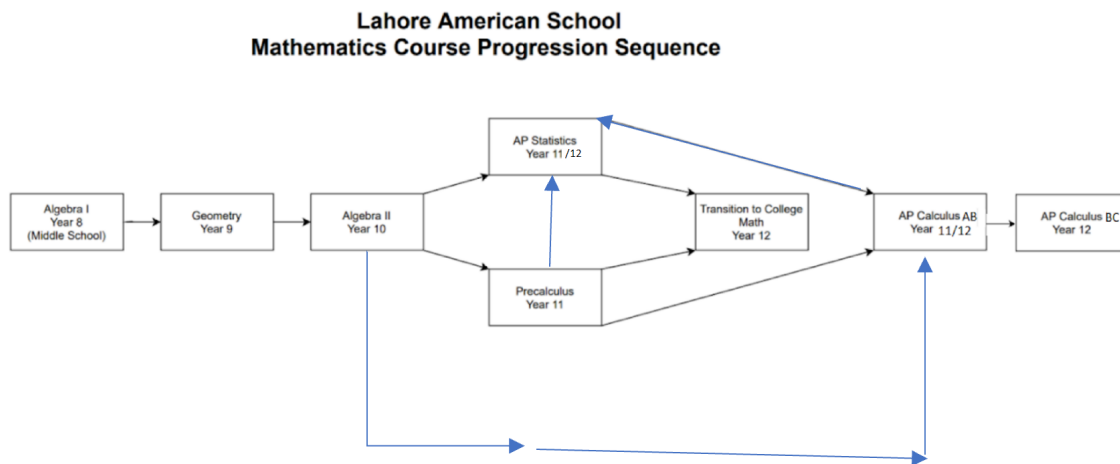 Lahore American School
Mathematics Course Progression Sequence
AP Statistics
Year 11/12
Algebra I
Year 8
(Middle School)
Geometry
Year 9
Algebra II
Year 10
Transition to College
Math
Year 12
AP Calculus AB
Year 11/12
AP Calculus BC
Year 12
Precalculus
Year 11